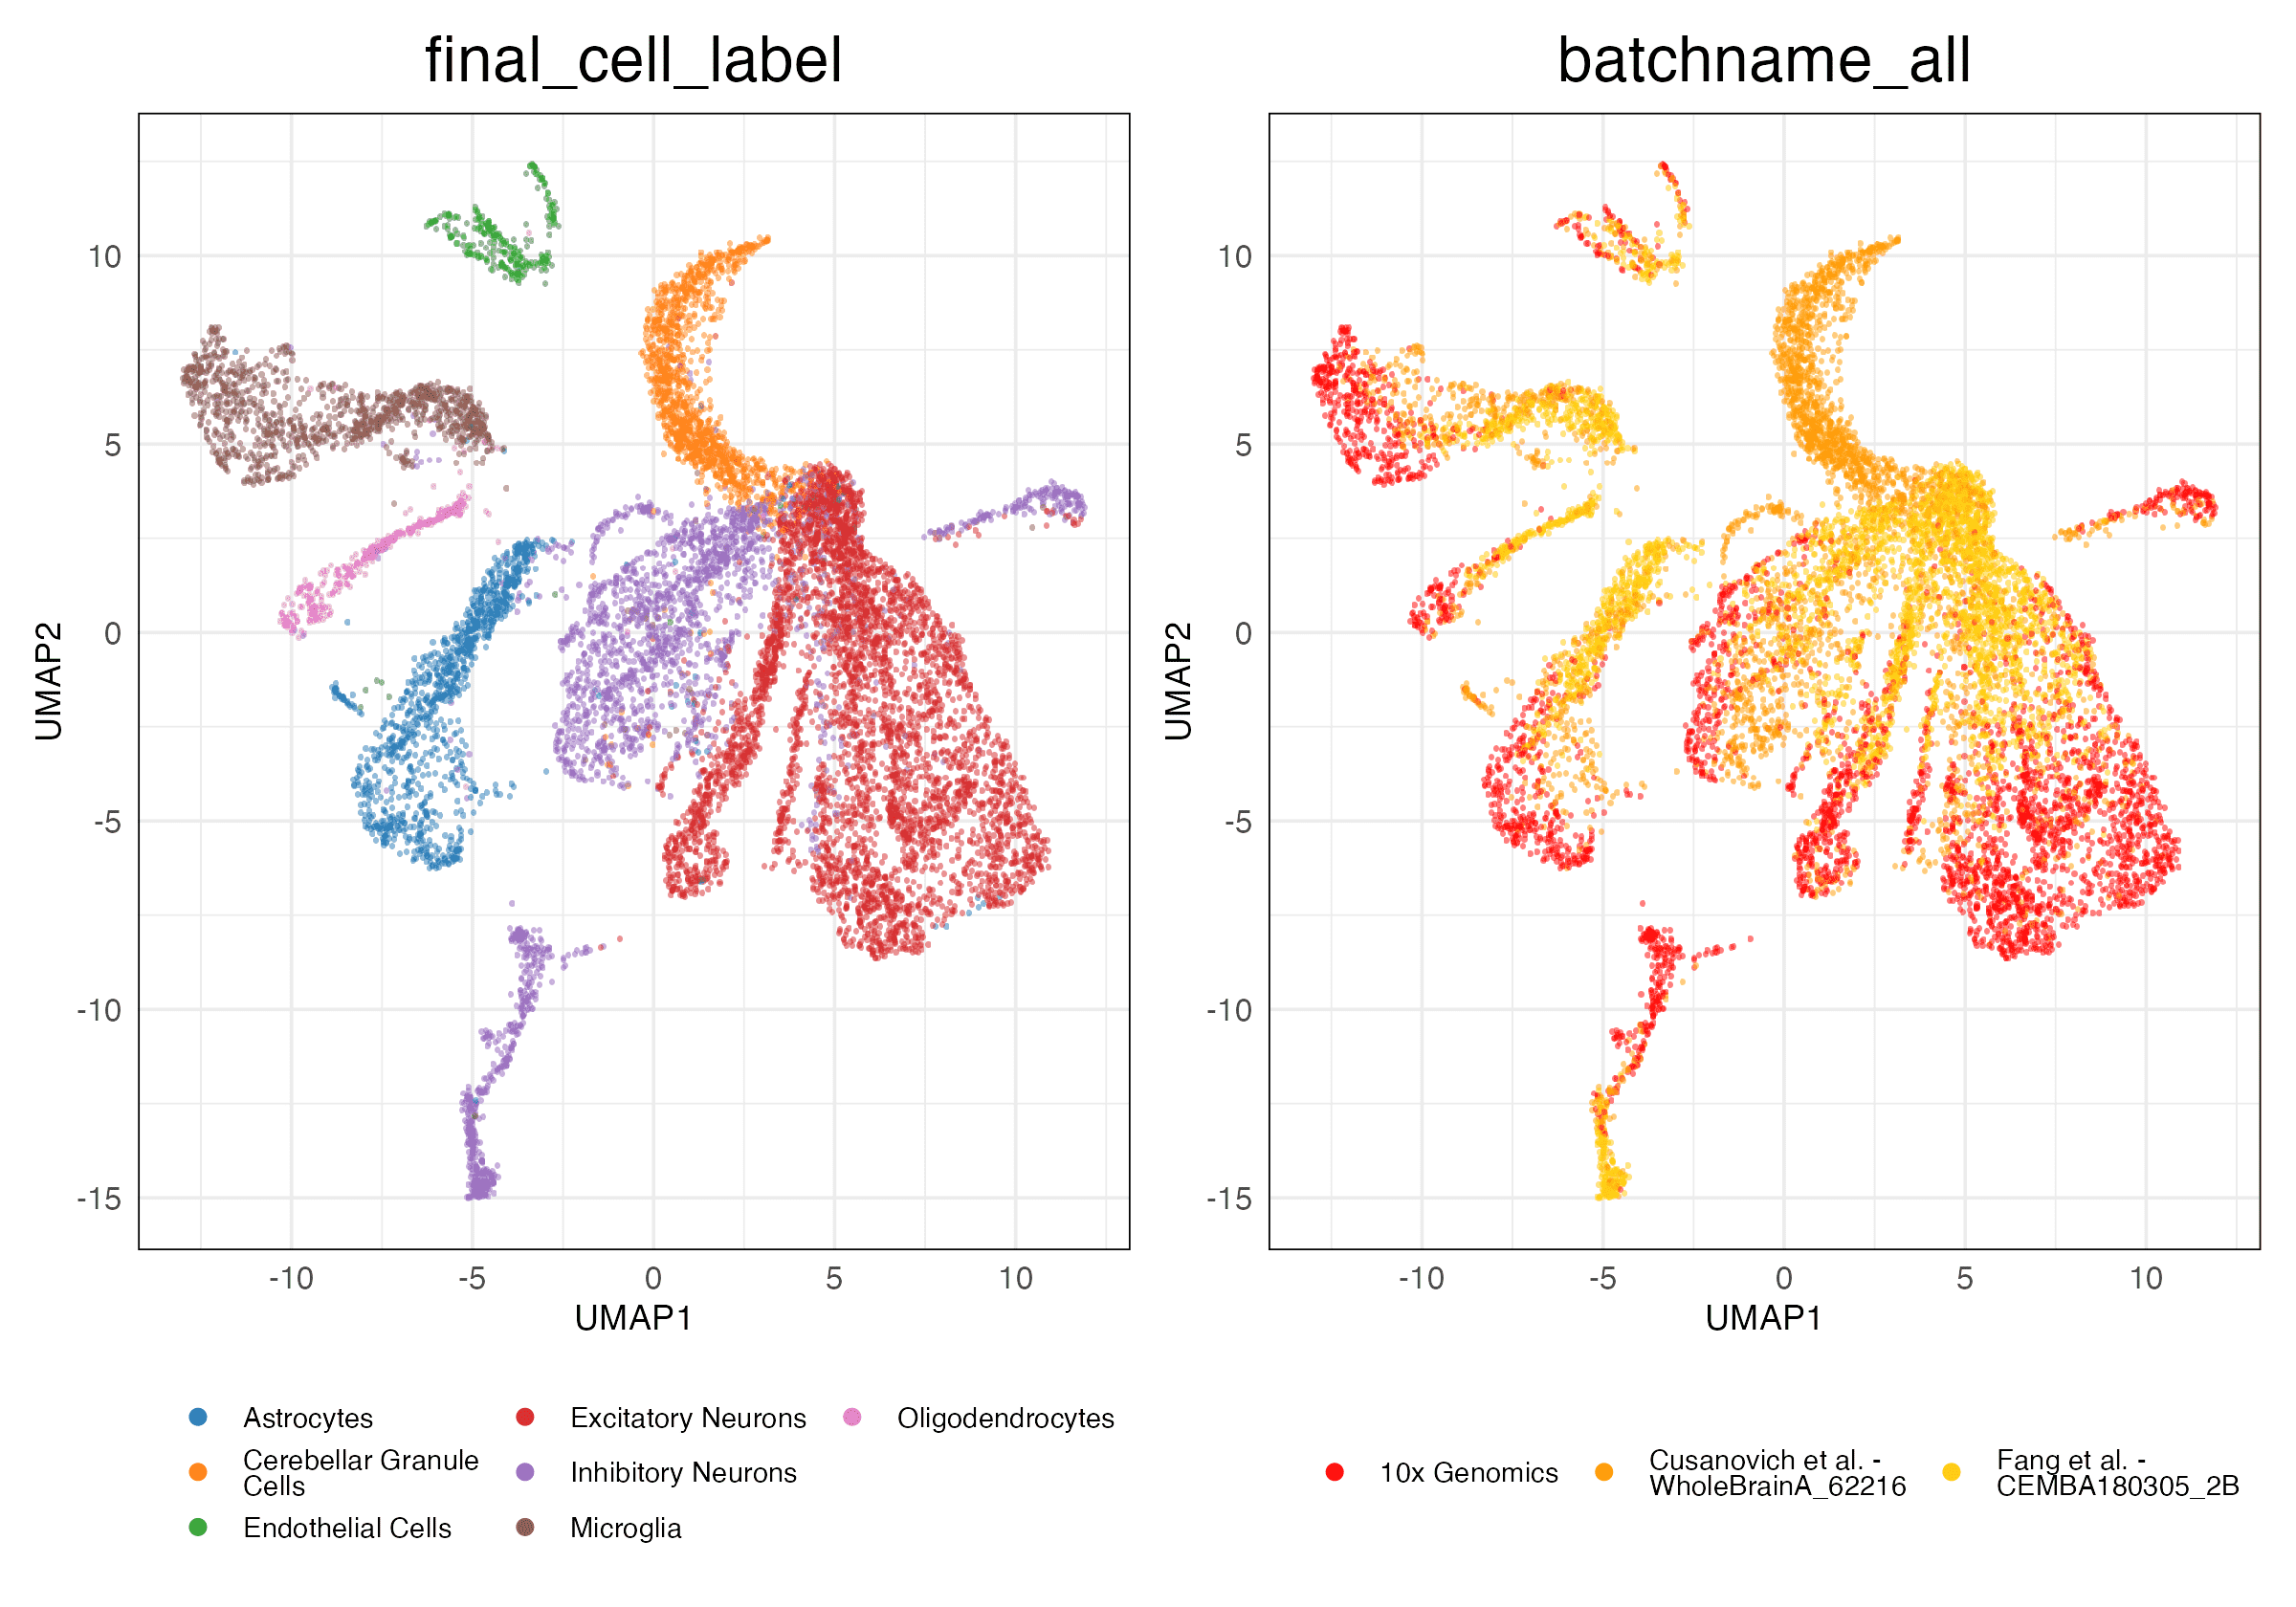 final_cell_label
batchname_all
10
5
0
-5
-10
-15
UMAP2
-10
-5
0
5
10
UMAP1
10
5
0
-5
-10
-15
UMAP2
-10
-5
0
5
10
UMAP1
Astrocytes
Cerebellar Granule
Cells
Endothelial Cells
Excitatory Neurons
Inhibitory Neurons
Microglia
Oligodendrocytes
10x Genomics
Cusanovich et al. -
WholeBrainA_62216
Fang et al. -
CEMBA180305_2B